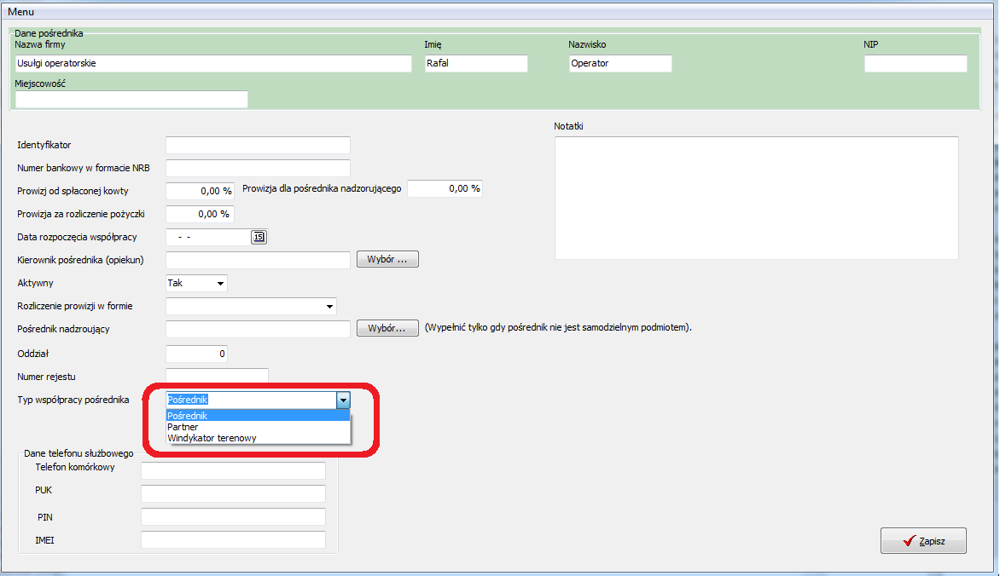 Menu
Dane pośrednika
Nazwa firmy Imię Nazwisko NIP
Usułgi operatorskie Rafal Operator
Miejscowość
Notatki
Identyfikator
Numer bankowy w formacie NRB
Prowizj od spłaconej kowty 0,00 % Prowizja dla pośrednika nadzorującego 0,00 %
Prowizja za rozliczenie pożyczki 0,00 %
Data rozpoczęcia współpracy - - 15
Kierownik pośrednika (opiekun) Wybór ...
Aktywny Tak
Rozliczenie prowizji w formie
Pośrednik nadzroujący Wybór... (Wypełnić tylko gdy pośrednik nie jest samodzielnym podmiotem).
Oddział 0
Numer rejestu
Typ współpracy pośrednika Pośrednik
Pośrednik
Partner
Windykator terenowy
Dane telefonu służbowego
Telefon komórkowy
PUK
PIN
IMEI
Zapisz